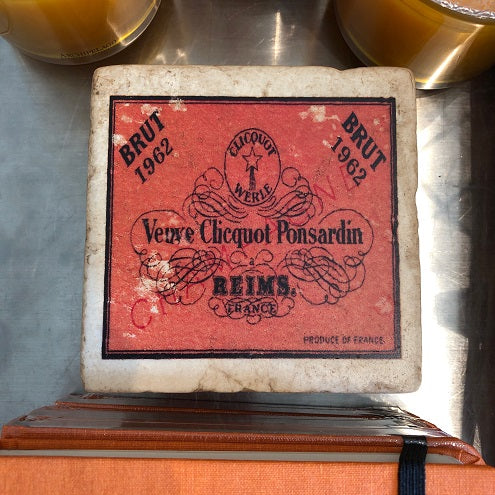 BRUT
1962
BRUT
1962
CLICQUOT
WERLE
Veuve Clicquot Ponsardin
REIMS.
FRANCE
PRODUCE OF FRANCE